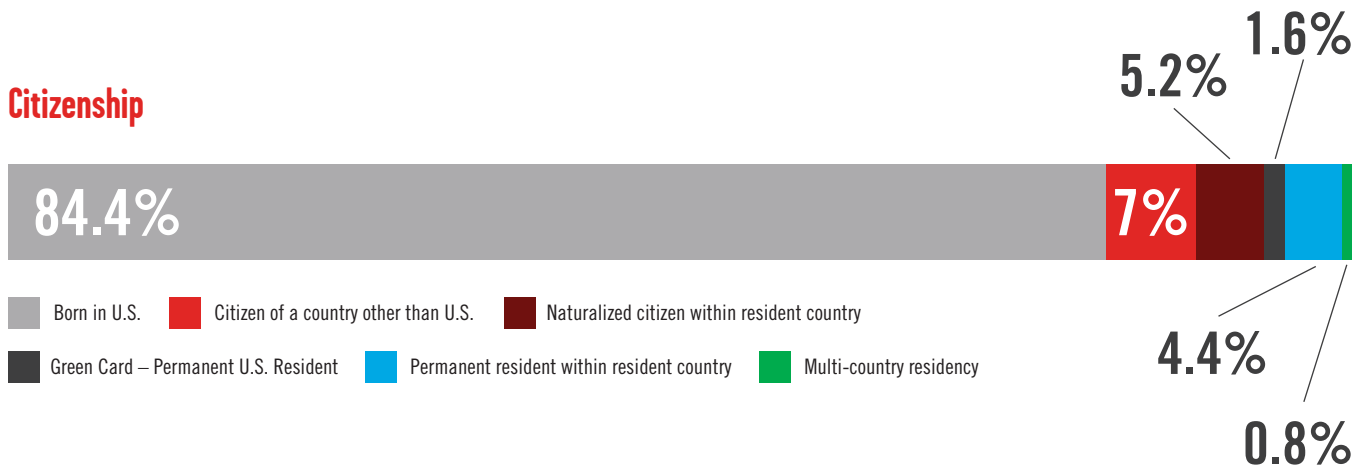 1.6%
5.2%
Citizenship
84.4%
7%
Born in U.S.
Citizen of a country other than U.S.
Naturalized citizen within resident country
Green Card – Permanent U.S. Resident
Permanent resident within resident country
Multi-country residency
4.4%
0.8%